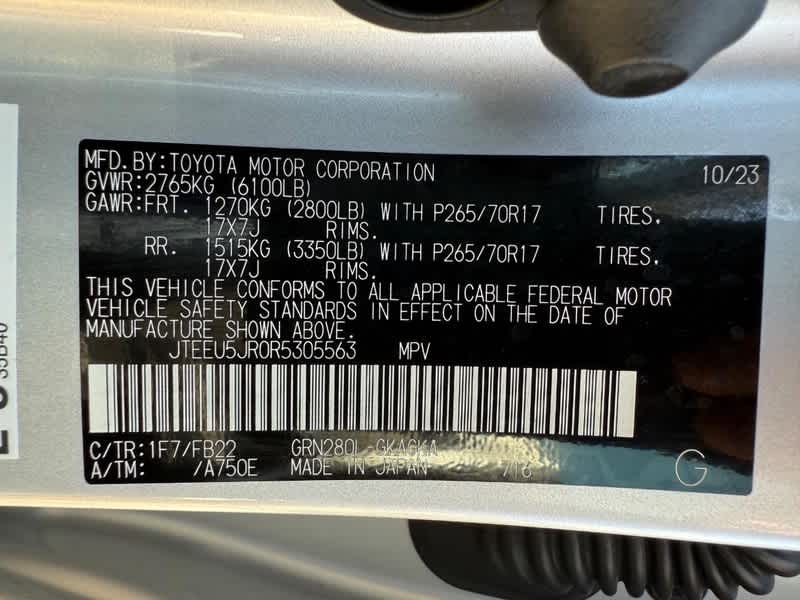 MFD.BY:TOYOTA MOTOR CORPORATION 10/23
GVWR:2765KG (6100LB)
GAWR:FRT. 1270KG (2800LB) WITH P265/70R17 TIRES.
17X7J RIMS.
RR. 1515KG (3350LB) WITH P265/70R17 TIRES.
17X7J RIMS.
THIS VEHICLE CONFORMS TO ALL APPLICABLE FEDERAL MOTOR
VEHICLE SAFETY STANDARDS IN EFFECT ON THE DATE OF
MANUFACTURE SHOWN ABOVE.
JTEEU5JR0R5305563 MPV
C/TR:1F7/FB22 GRN280L GKAGKA
A/TM: /A750E MADE IN JAPAN 716
G
35B40